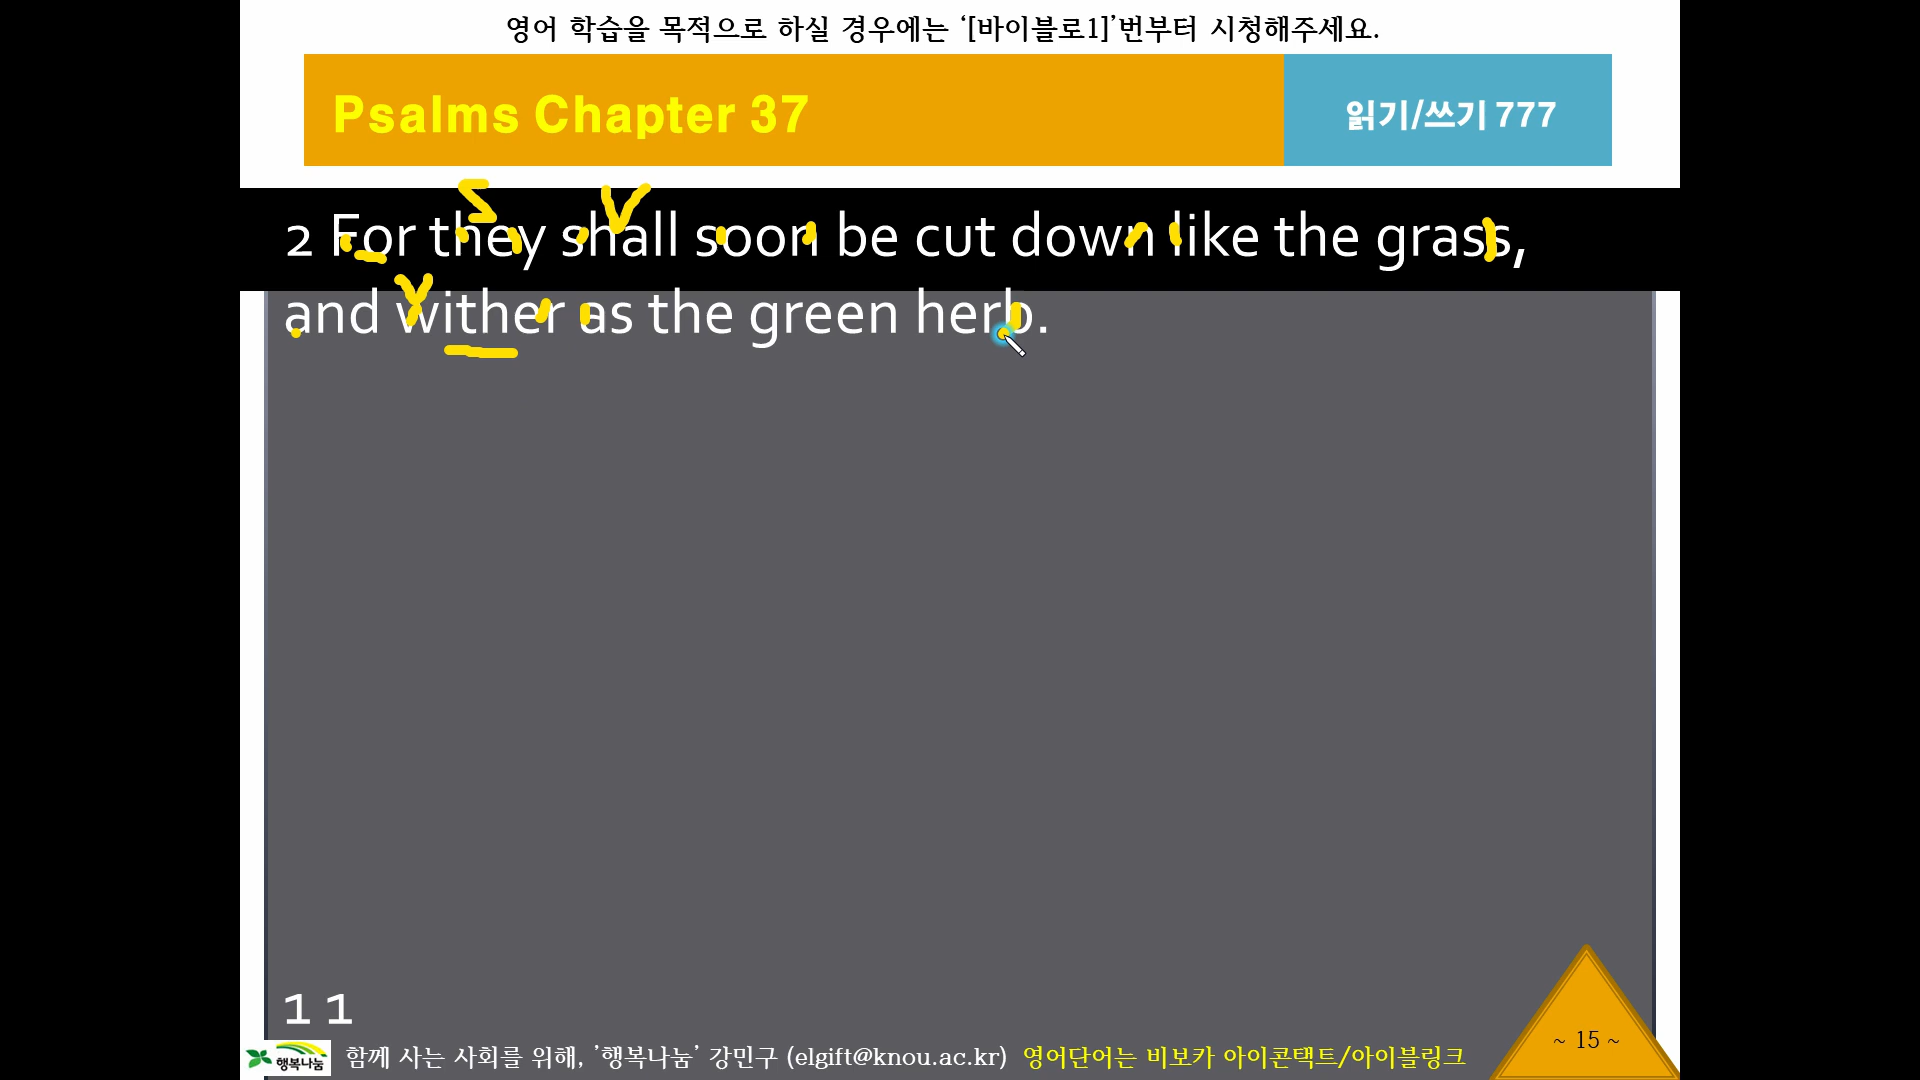 영어 학습을 목적으로 하실 경우에는 ‘[바이블로1]’번부터 시청해주세요.
Psalms Chapter 37
읽기/쓰기 777
2 For they shall soon be cut down like the grass,
and wither as the green herb.
1 1
~ 15 ~
행복나눔
함께 사는 사회를 위해, ’행복나눔’ 강민구 (elgift@knou.ac.kr) 영어단어는 비보카 아이콘택트/아이블링크